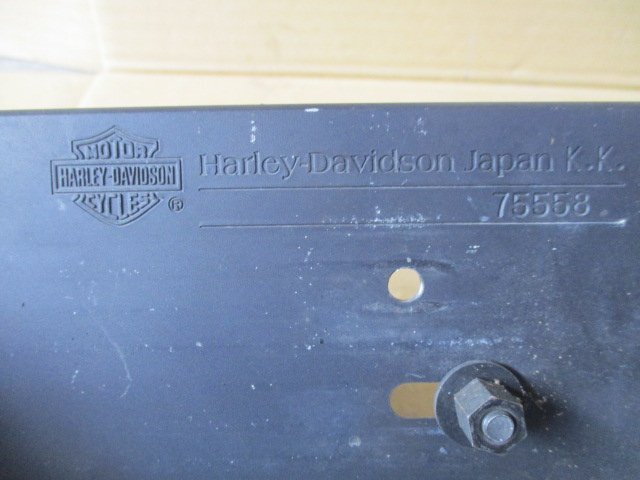 MOTOR
HARLEY-DAVIDSON
CYCLES
®
Harley-Davidson Japan K.K.
75558